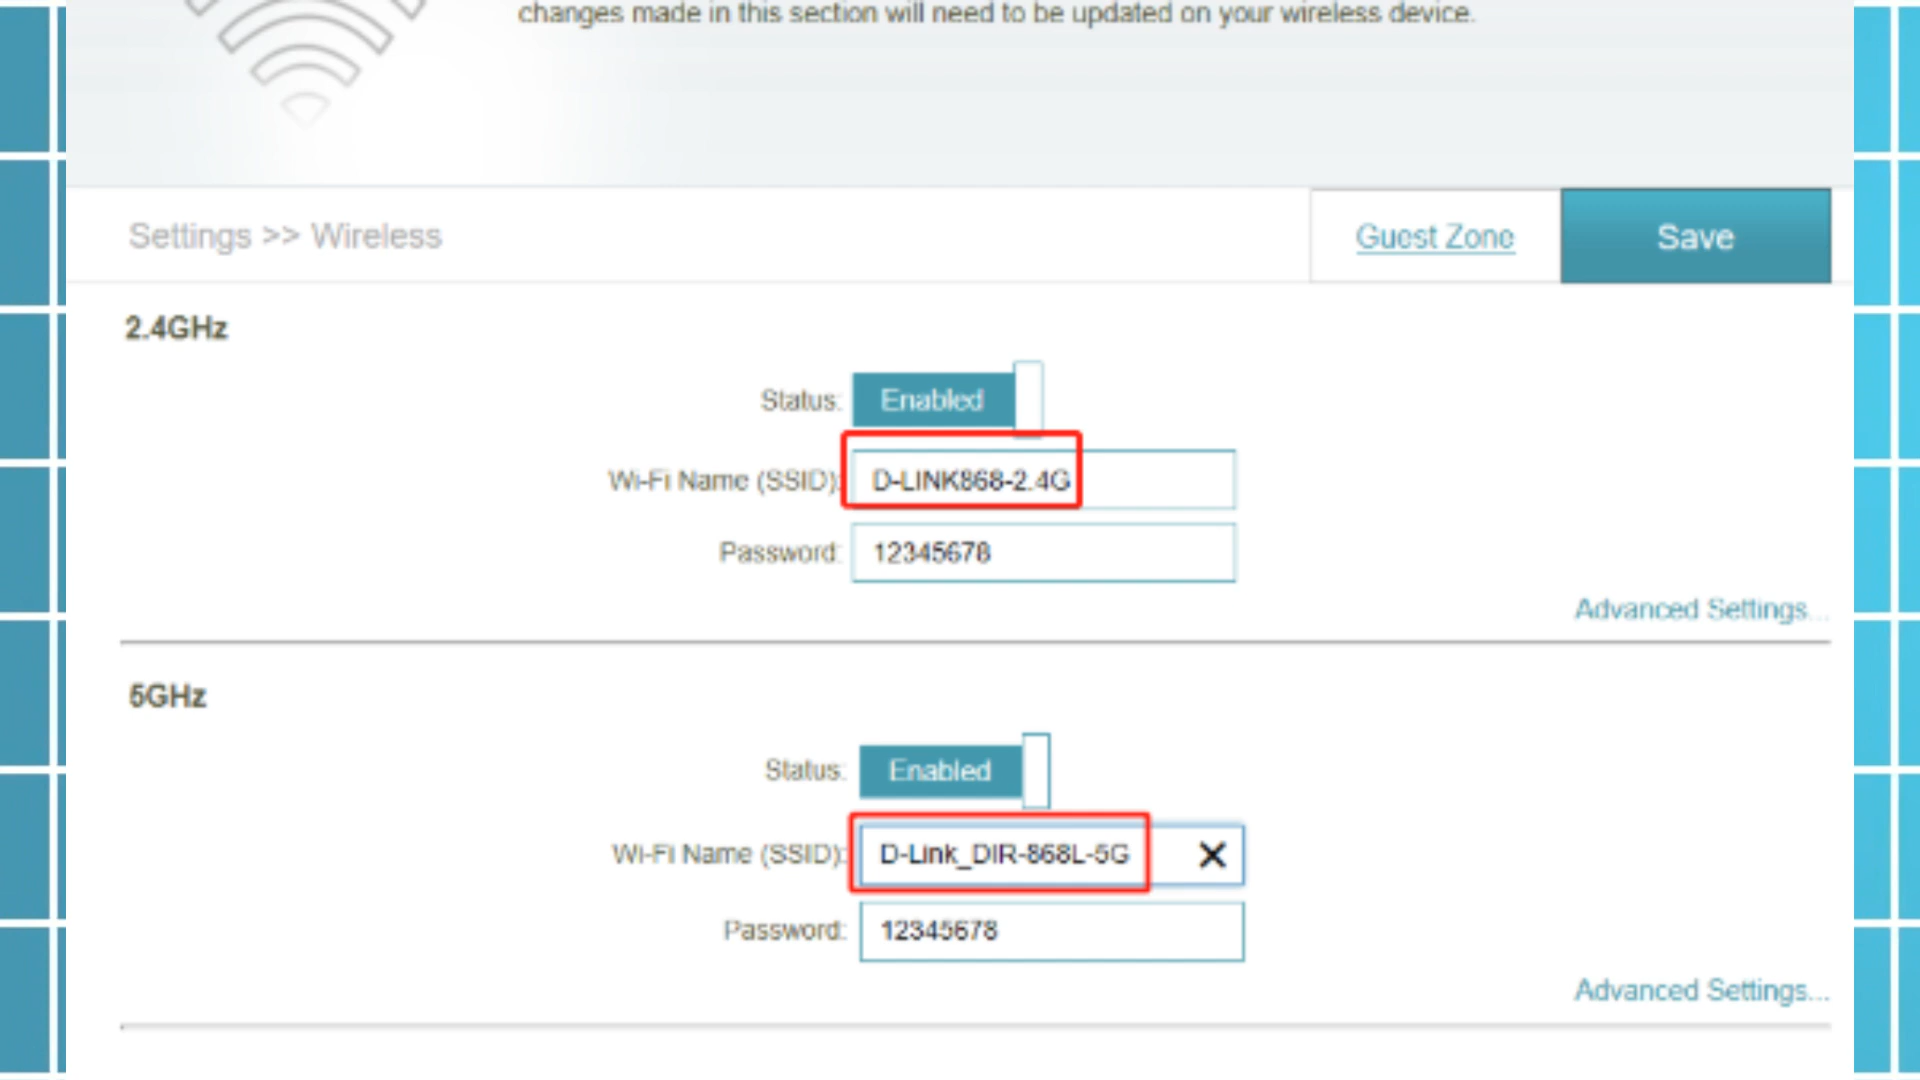 changes made in this section will need to be updated on your wireless device.
Settings >> Wireless
Guest Zone
Save
2.4GHz
Status: Enabled
Wi-Fi Name (SSID): D-LINK868-2.4G
Password: 12345678
Advanced Settings...
5GHz
Status: Enabled
Wi-Fi Name (SSID): D-Link_DIR-868L-5G
Password: 12345678
Advanced Settings...